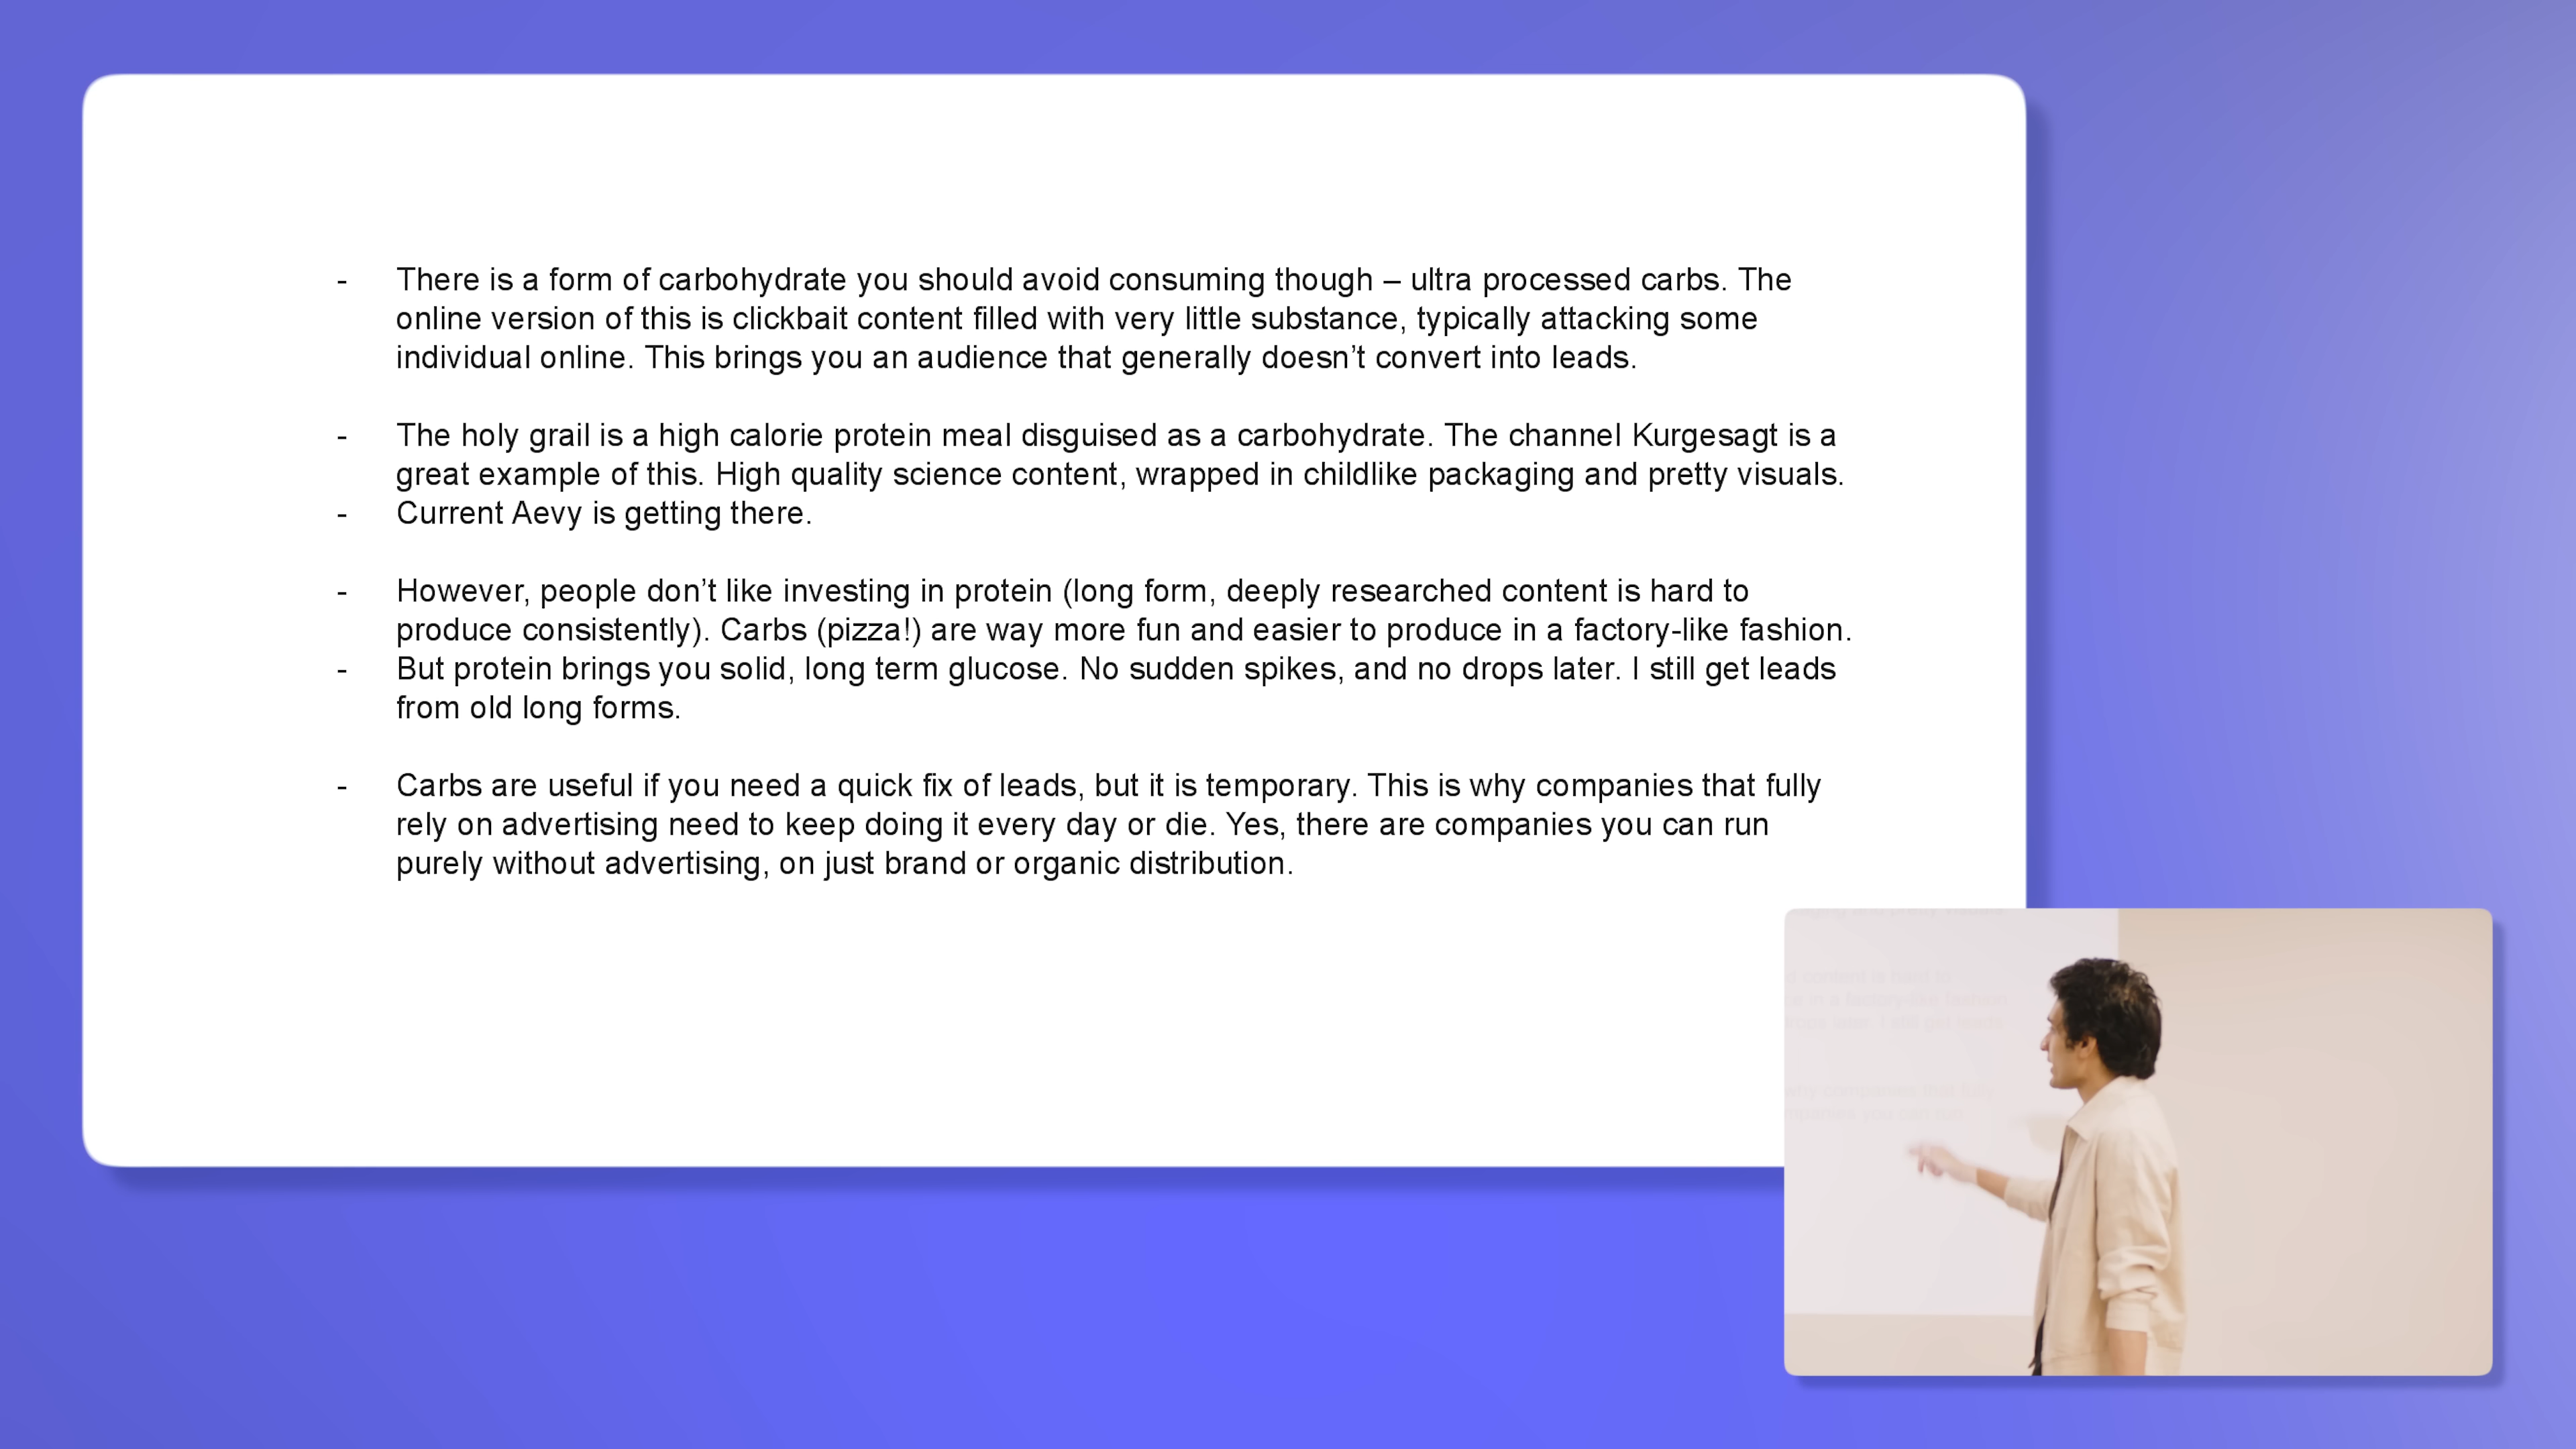 - There is a form of carbohydrate you should avoid consuming though – ultra processed carbs. The
online version of this is clickbait content filled with very little substance, typically attacking some
individual online. This brings you an audience that generally doesn’t convert into leads.
- The holy grail is a high calorie protein meal disguised as a carbohydrate. The channel Kurgesagt is a
great example of this. High quality science content, wrapped in childlike packaging and pretty visuals.
- Current Aevy is getting there.
- However, people don’t like investing in protein (long form, deeply researched content is hard to
produce consistently). Carbs (pizza!) are way more fun and easier to produce in a factory-like fashion.
- But protein brings you solid, long term glucose. No sudden spikes, and no drops later. I still get leads
from old long forms.
- Carbs are useful if you need a quick fix of leads, but it is temporary. This is why companies that fully
rely on advertising need to keep doing it every day or die. Yes, there are companies you can run
purely without advertising, on just brand or organic distribution.